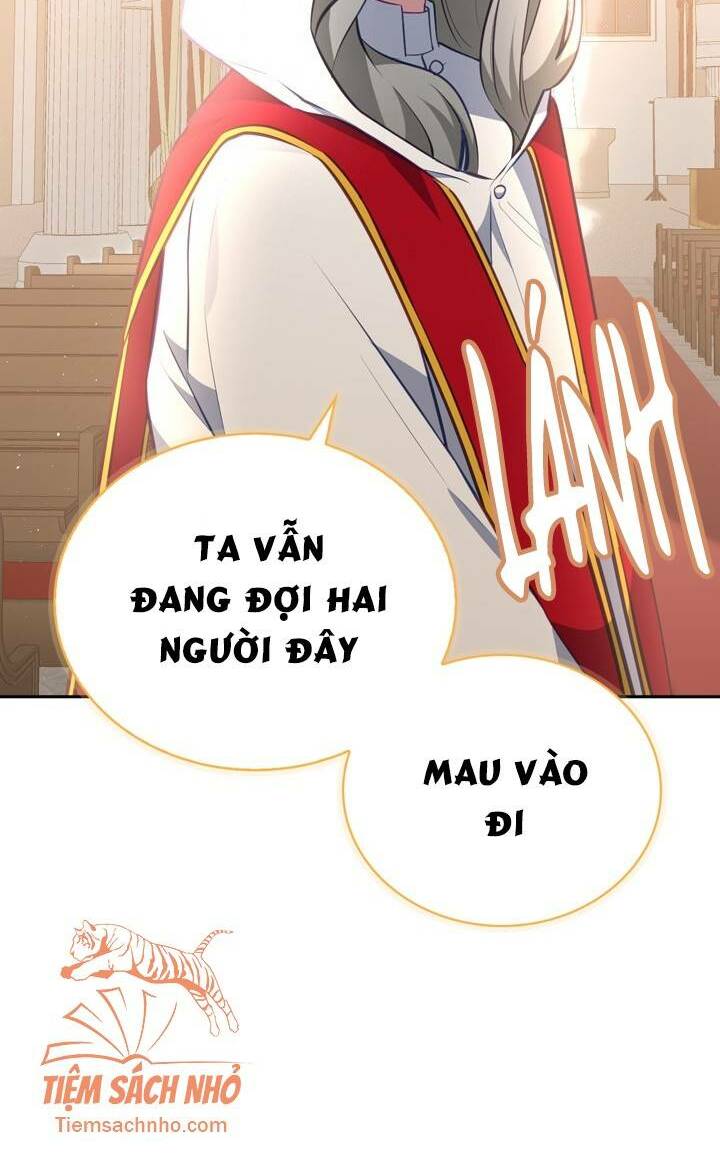 LÁNH
TA VẪN
ĐANG ĐỢI HAI
NGƯỜI ĐÂY
MAU VÀO
ĐI
TIỆM SÁCH NHỎ
Tiemsachnho.com